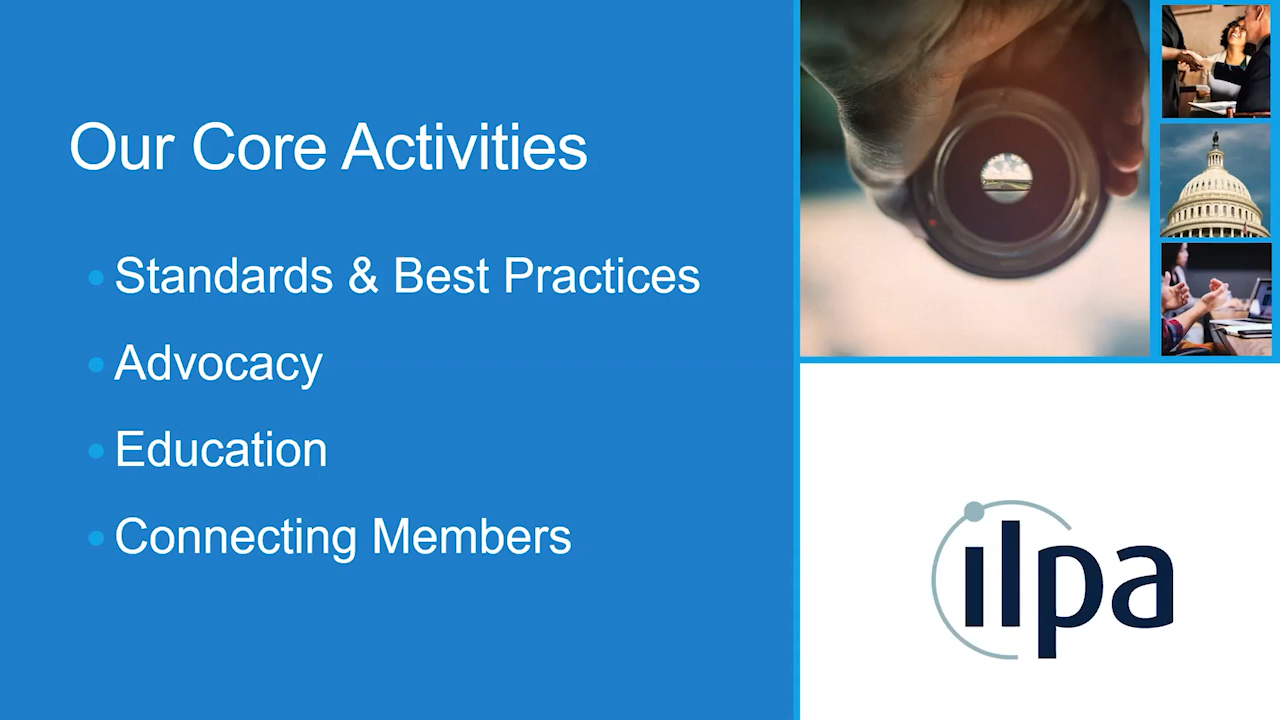 Our Core Activities
Standards & Best Practices
Advocacy
Education
Connecting Members
ilpa